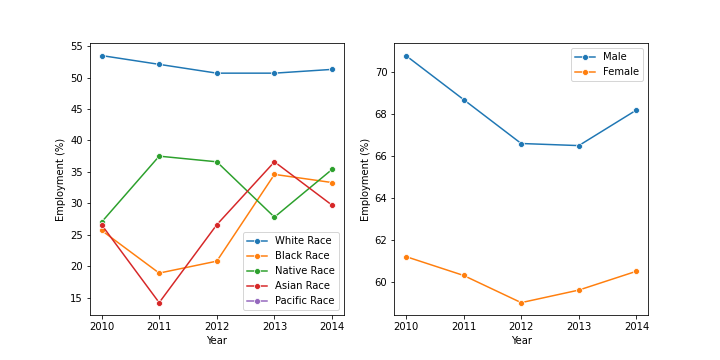 55
50
45
40
35
30
25
20
15
Employment (%)
2010 2011 2012 2013 2014
Year
White Race
Black Race
Native Race
Asian Race
Pacific Race
70
68
66
64
62
60
Employment (%)
2010 2011 2012 2013 2014
Year
Male
Female